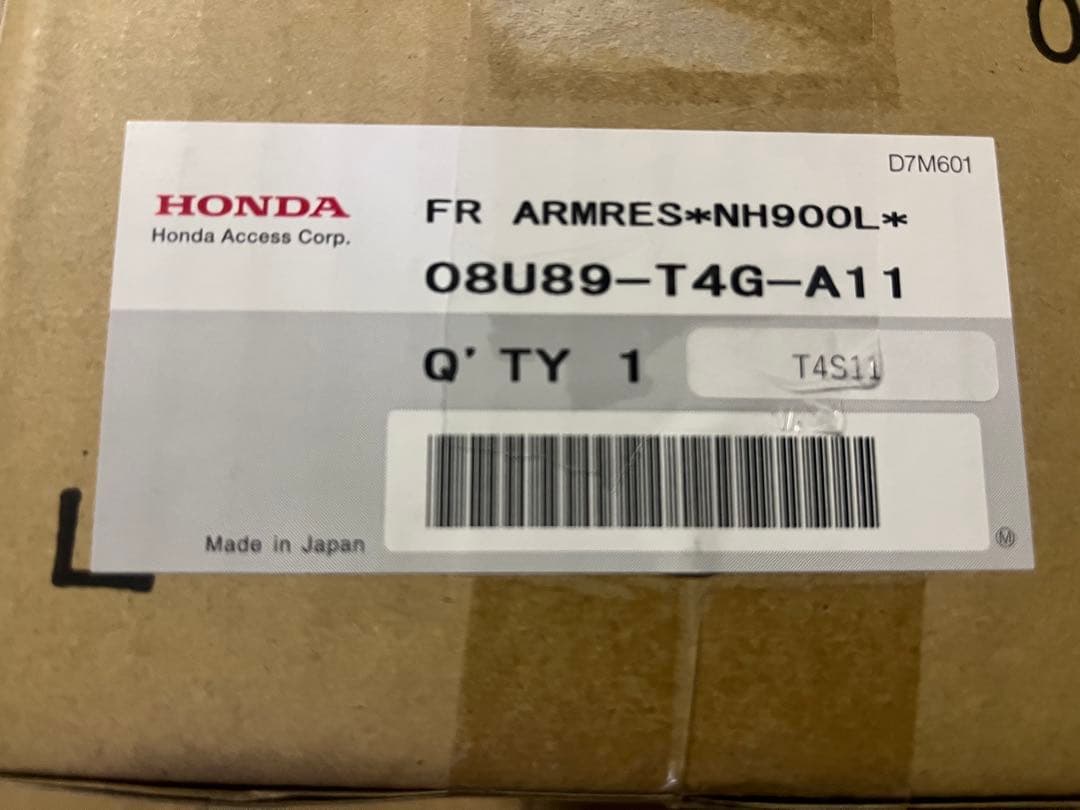 D7M601
HONDA
Honda Access Corp.
FR ARMRES*NH900L*
08U89-T4G-A11
Q'TY 1
T4S11
Made in Japan
M
L